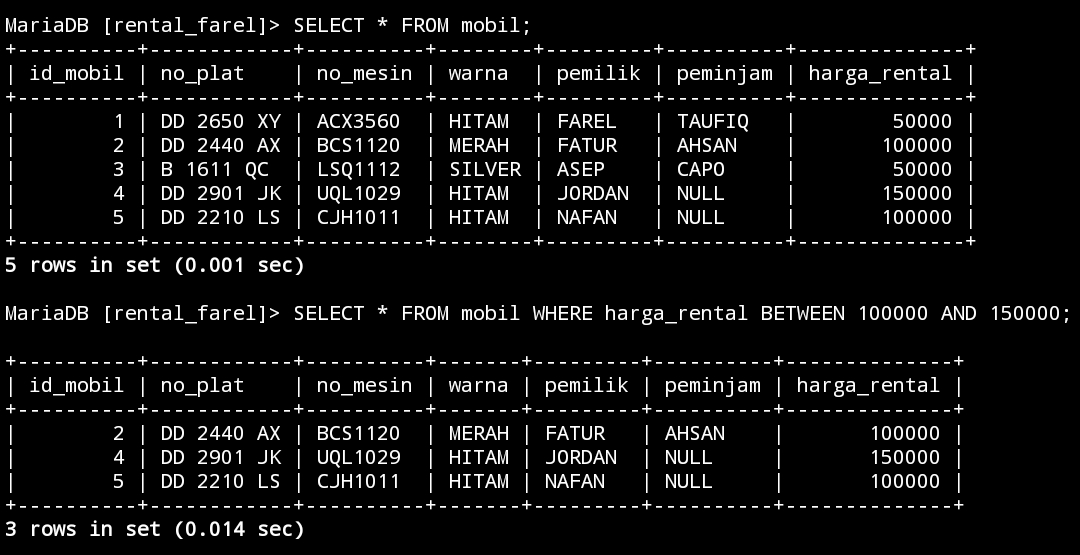 MariaDB [rental_farel]> SELECT * FROM mobil;
+----------+------------+----------+--------+---------+----------+--------------+
| id_mobil | no_plat    | no_mesin | warna  | pemilik | peminjam | harga_rental |
+----------+------------+----------+--------+---------+----------+--------------+
|        1 | DD 2650 XY | ACX3560  | HITAM  | FAREL   | TAUFIQ   |        50000 |
|        2 | DD 2440 AX | BCS1120  | MERAH  | FATUR   | AHSAN    |       100000 |
|        3 | B 1611 QC  | LSQ1112  | SILVER | ASEP    | CAPO     |        50000 |
|        4 | DD 2901 JK | UQL1029  | HITAM  | JORDAN  | NULL     |       150000 |
|        5 | DD 2210 LS | CJH1011  | HITAM  | NAFAN   | NULL     |       100000 |
+----------+------------+----------+--------+---------+----------+--------------+
5 rows in set (0.001 sec)
MariaDB [rental_farel]> SELECT * FROM mobil WHERE harga_rental BETWEEN 100000 AND 150000;
+----------+------------+----------+-------+---------+----------+--------------+
| id_mobil | no_plat    | no_mesin | warna | pemilik | peminjam | harga_rental |
+----------+------------+----------+-------+---------+----------+--------------+
|        2 | DD 2440 AX | BCS1120  | MERAH | FATUR   | AHSAN    |       100000 |
|        4 | DD 2901 JK | UQL1029  | HITAM | JORDAN  | NULL     |       150000 |
|        5 | DD 2210 LS | CJH1011  | HITAM | NAFAN   | NULL     |       100000 |
+----------+------------+----------+-------+---------+----------+--------------+
3 rows in set (0.014 sec)